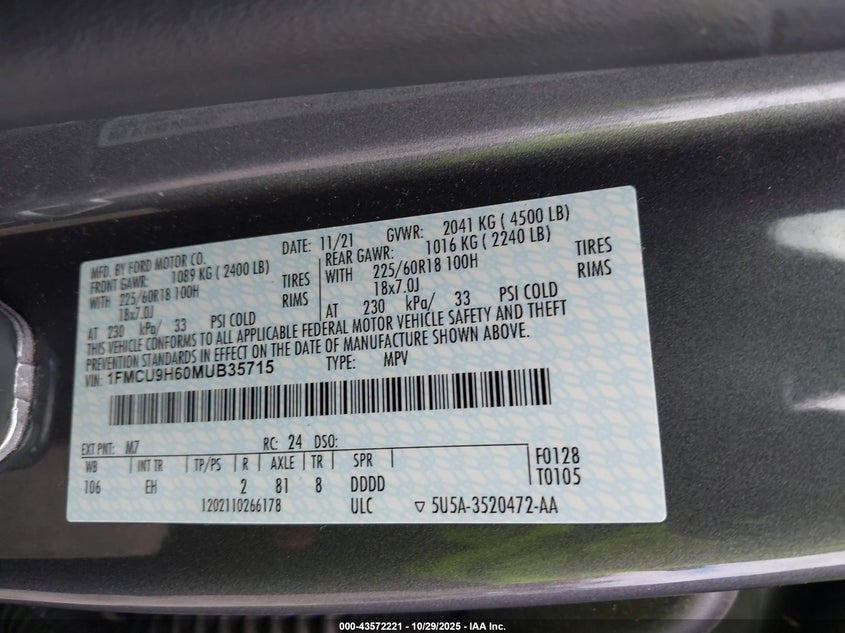 MFD. BY FORD MOTOR CO.
DATE: 11/21 GVWR: 2041 KG ( 4500 LB)
FRONT GAWR: 1089 KG ( 2400 LB)
WITH 225/60R18 100H TIRES
18x7.0J RIMS
AT 230 kPa/ 33 PSI COLD
REAR GAWR: 1016 KG ( 2240 LB)
WITH 225/60R18 100H TIRES
18x7.0J RIMS
AT 230 kPa/ 33 PSI COLD
THIS VEHICLE CONFORMS TO ALL APPLICABLE FEDERAL MOTOR VEHICLE SAFETY AND THEFT
PREVENTION STANDARDS IN EFFECT ON THE DATE OF MANUFACTURE SHOWN ABOVE.
VIN: 1FMCU9H60MUB35715 TYPE: MPV
EXT PNT: M7 RC: 24 DSO:
WB INT TR TP/PS R AXLE TR SPR F0128
106 EH 2 81 8 DDDD T0105
1202110266178 ULC ▽ 5U5A-3520472-AA
000-43572221 | 10/29/2025 – IAA Inc.